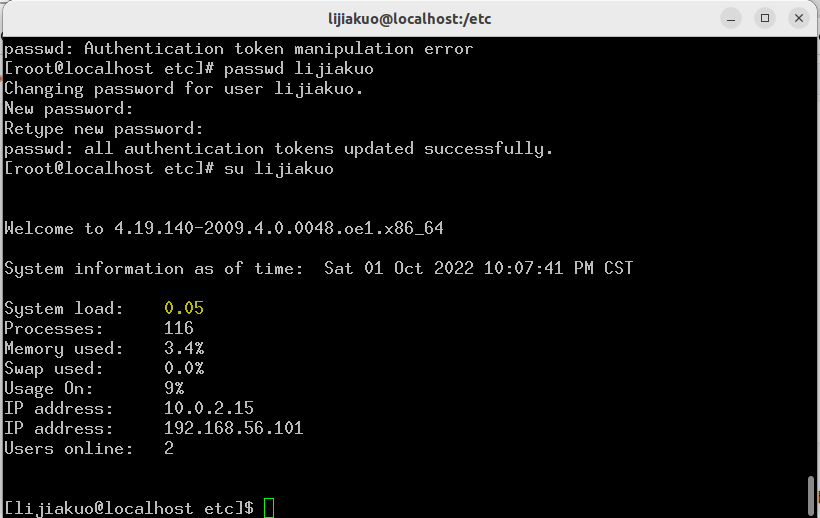 lijiakuo@localhost:/etc
passwd: Authentication token manipulation error
[root@localhost etc]# passwd lijiakuo
Changing password for user lijiakuo.
New password:
Retype new password:
passwd: all authentication tokens updated successfully.
[root@localhost etc]# su lijiakuo
Welcome to 4.19.140-2009.4.0.0048.oe1.x86_64
System information as of time:  Sat 01 Oct 2022 10:07:41 PM CST
System load:    0.05
Processes:      116
Memory used:    3.4%
Swap used:      0.0%
Usage On:       9%
IP address:     10.0.2.15
IP address:     192.168.56.101
Users online:   2
[lijiakuo@localhost etc]$